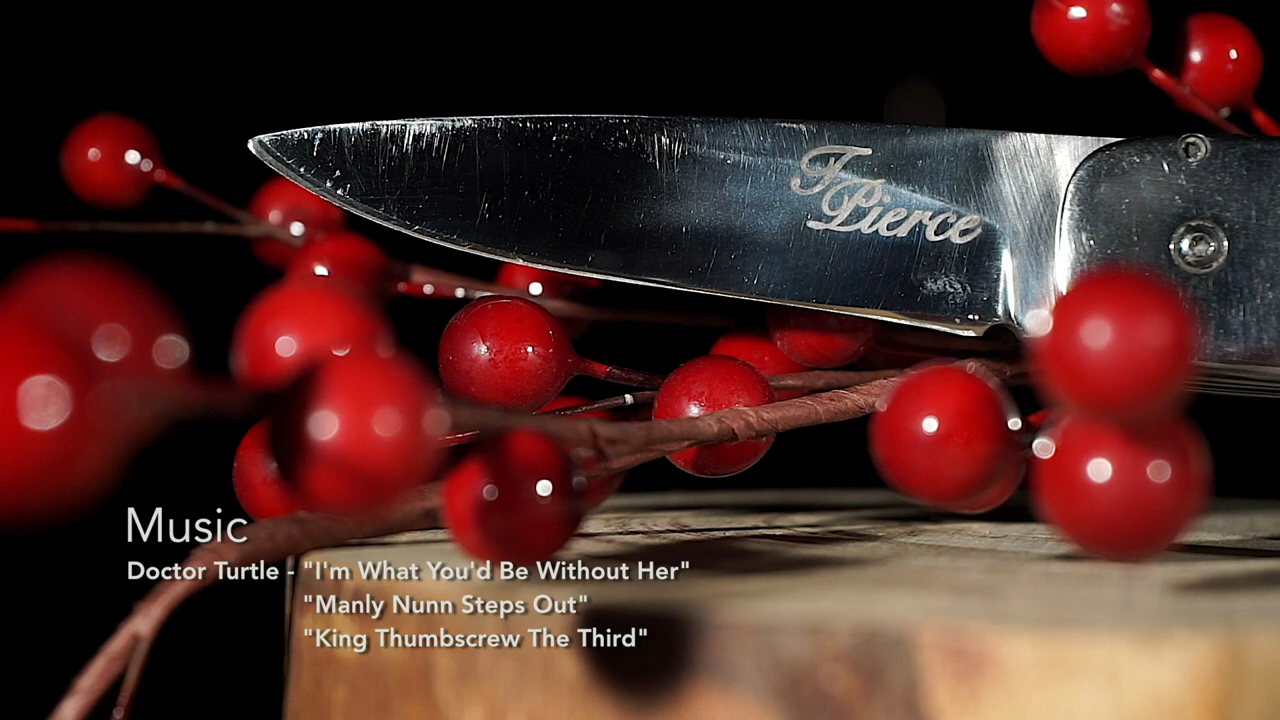 T
Pierce
Music
Doctor Turtle - "I'm What You'd Be Without Her"
"Manly Nunn Steps Out"
"King Thumbscrew The Third"